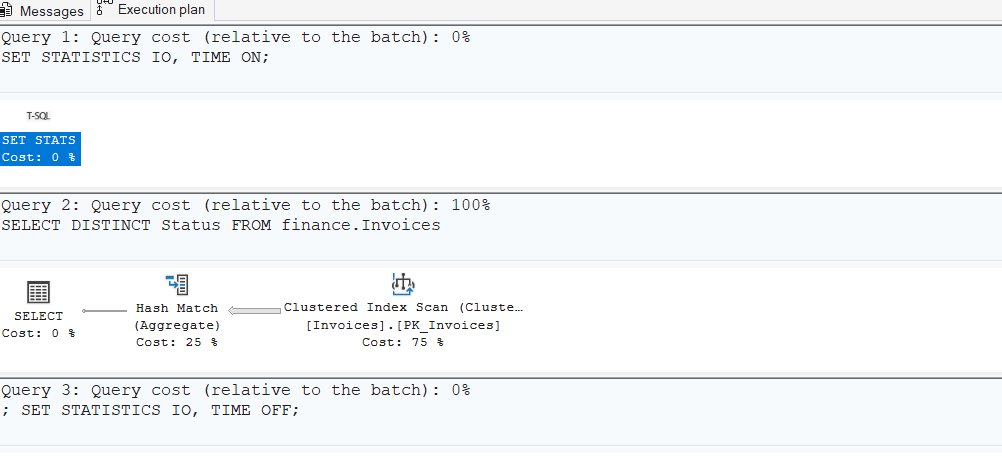 Messages Execution plan
Query 1: Query cost (relative to the batch): 0%
SET STATISTICS IO, TIME ON;
T-SQL
SET STATS
Cost: 0 %
Query 2: Query cost (relative to the batch): 100%
SELECT DISTINCT Status FROM finance.Invoices
SELECT
Cost: 0 %
Hash Match
(Aggregate)
Cost: 25 %
Clustered Index Scan (Cluste…
[Invoices].[PK_Invoices]
Cost: 75 %
Query 3: Query cost (relative to the batch): 0%
; SET STATISTICS IO, TIME OFF;